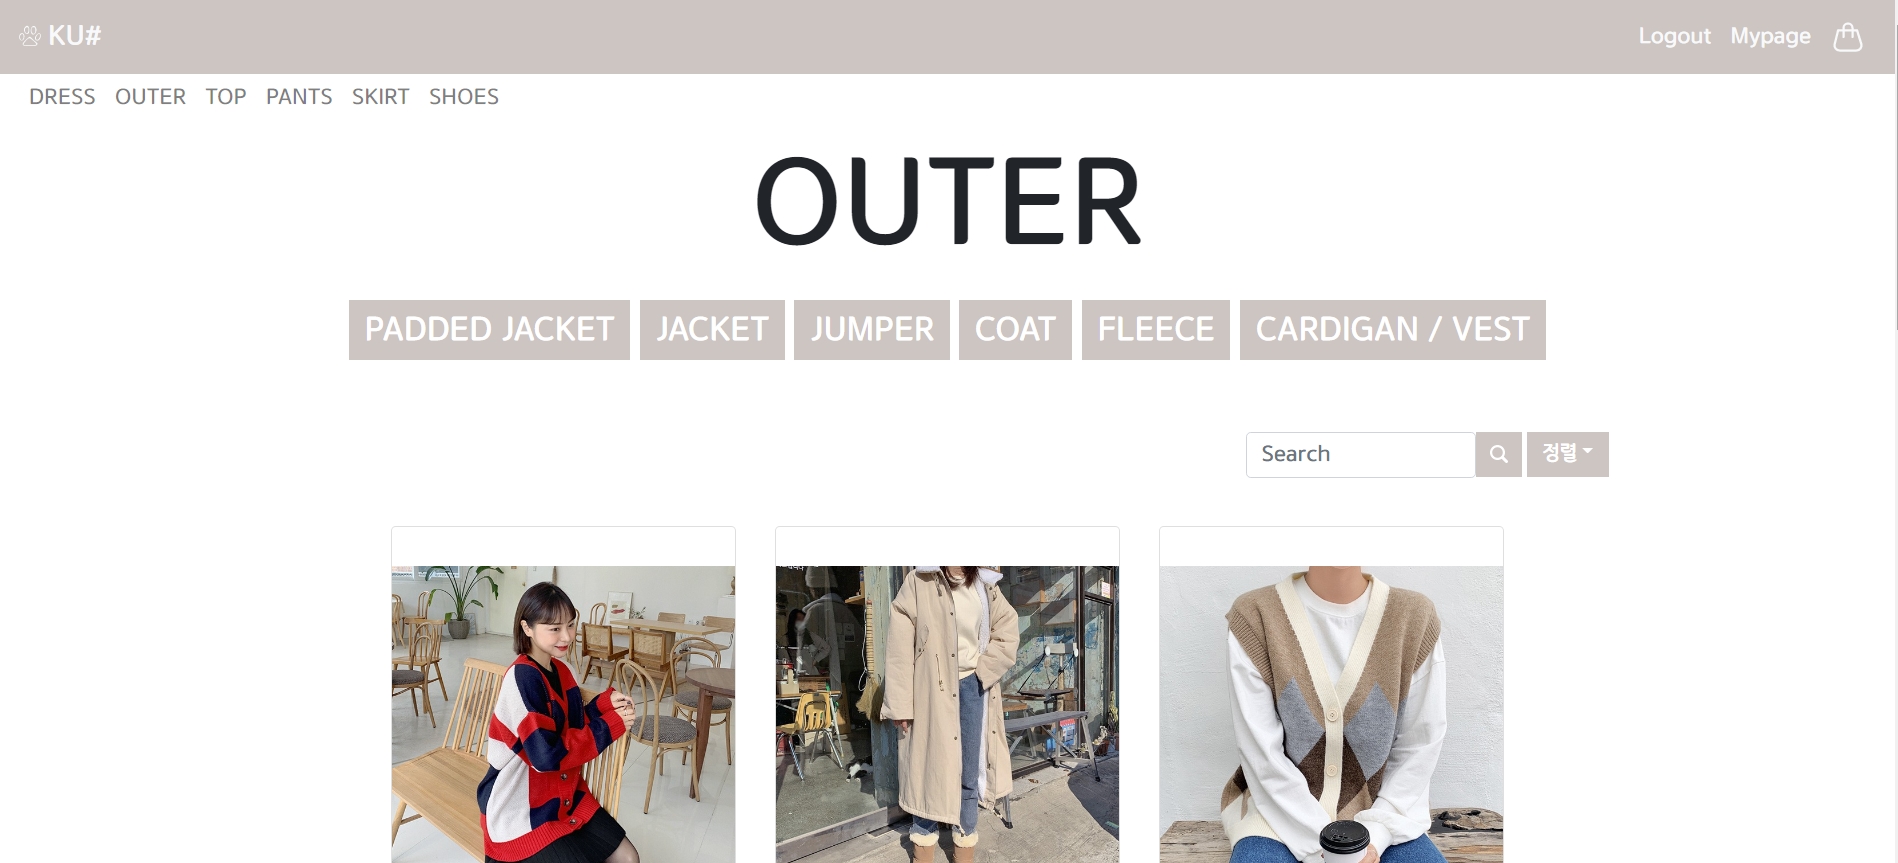 KU#
Logout Mypage
DRESS OUTER TOP PANTS SKIRT SHOES
OUTER
PADDED JACKET JACKET JUMPER COAT FLEECE CARDIGAN / VEST
Search 정렬